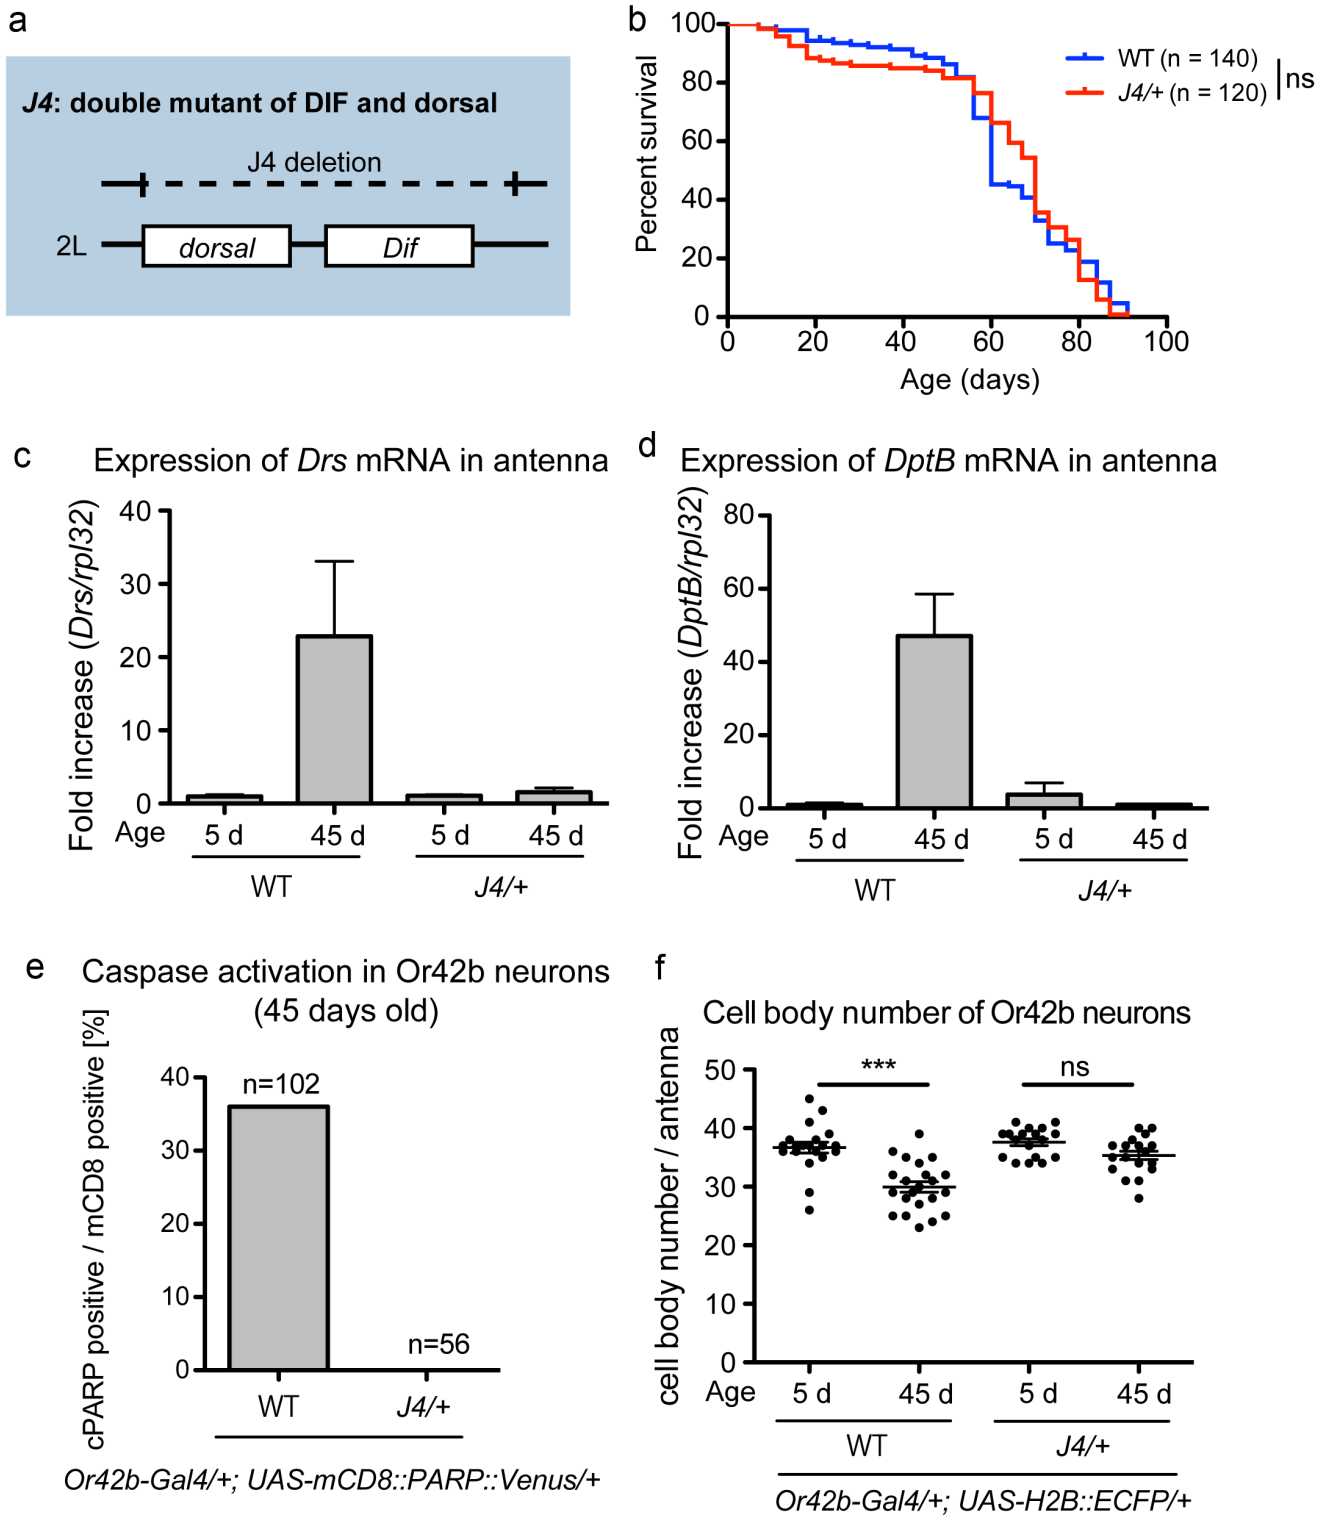 a
J4: double mutant of DIF and dorsal
J4 deletion
2L
dorsal
Dif
b
Percent survival
100
80
60
40
20
0
0 20 40 60 80 100
Age (days)
WT (n = 140)
J4/+ (n = 120)
ns
c
Expression of Drs mRNA in antenna
Fold increase (Drs/rpl32)
40
30
20
10
0
Age 5 d 45 d 5 d 45 d
WT J4/+
d
Expression of DptB mRNA in antenna
Fold increase (DptB/rpl32)
80
60
40
20
0
Age 5 d 45 d 5 d 45 d
WT J4/+
e
Caspase activation in Or42b neurons
(45 days old)
cPARP positive / mCD8 positive [%]
40
30
20
10
0
n=102
n=56
WT J4/+
Or42b-Gal4/+; UAS-mCD8::PARP::Venus/+
f
Cell body number of Or42b neurons
cell body number / antenna
50
40
30
20
10
0
*** ns
Age 5 d 45 d 5 d 45 d
WT J4/+
Or42b-Gal4/+; UAS-H2B::ECFP/+